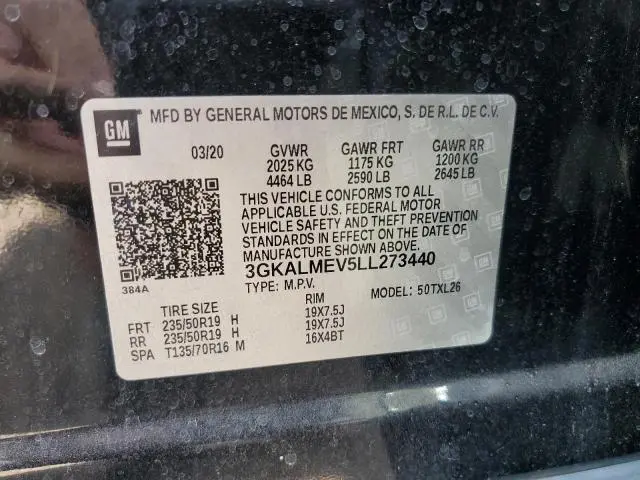 GM
MFD BY GENERAL MOTORS DE MEXICO, S. DE R.L. DE C.V.
03/20 GVWR GAWR FRT GAWR RR
2025 KG 1175 KG 1200 KG
4464 LB 2590 LB 2645 LB
THIS VEHICLE CONFORMS TO ALL
APPLICABLE U.S. FEDERAL MOTOR
VEHICLE SAFETY AND THEFT PREVENTION
STANDARDS IN EFFECT ON THE DATE OF
MANUFACTURE SHOWN ABOVE.
384A
3GKALMEV5LL273440
TYPE: M.P.V. MODEL: 50TXL26
TIRE SIZE RIM
FRT 235/50R19 H 19X7.5J
RR 235/50R19 H 19X7.5J
SPA T135/70R16 M 16X4BT